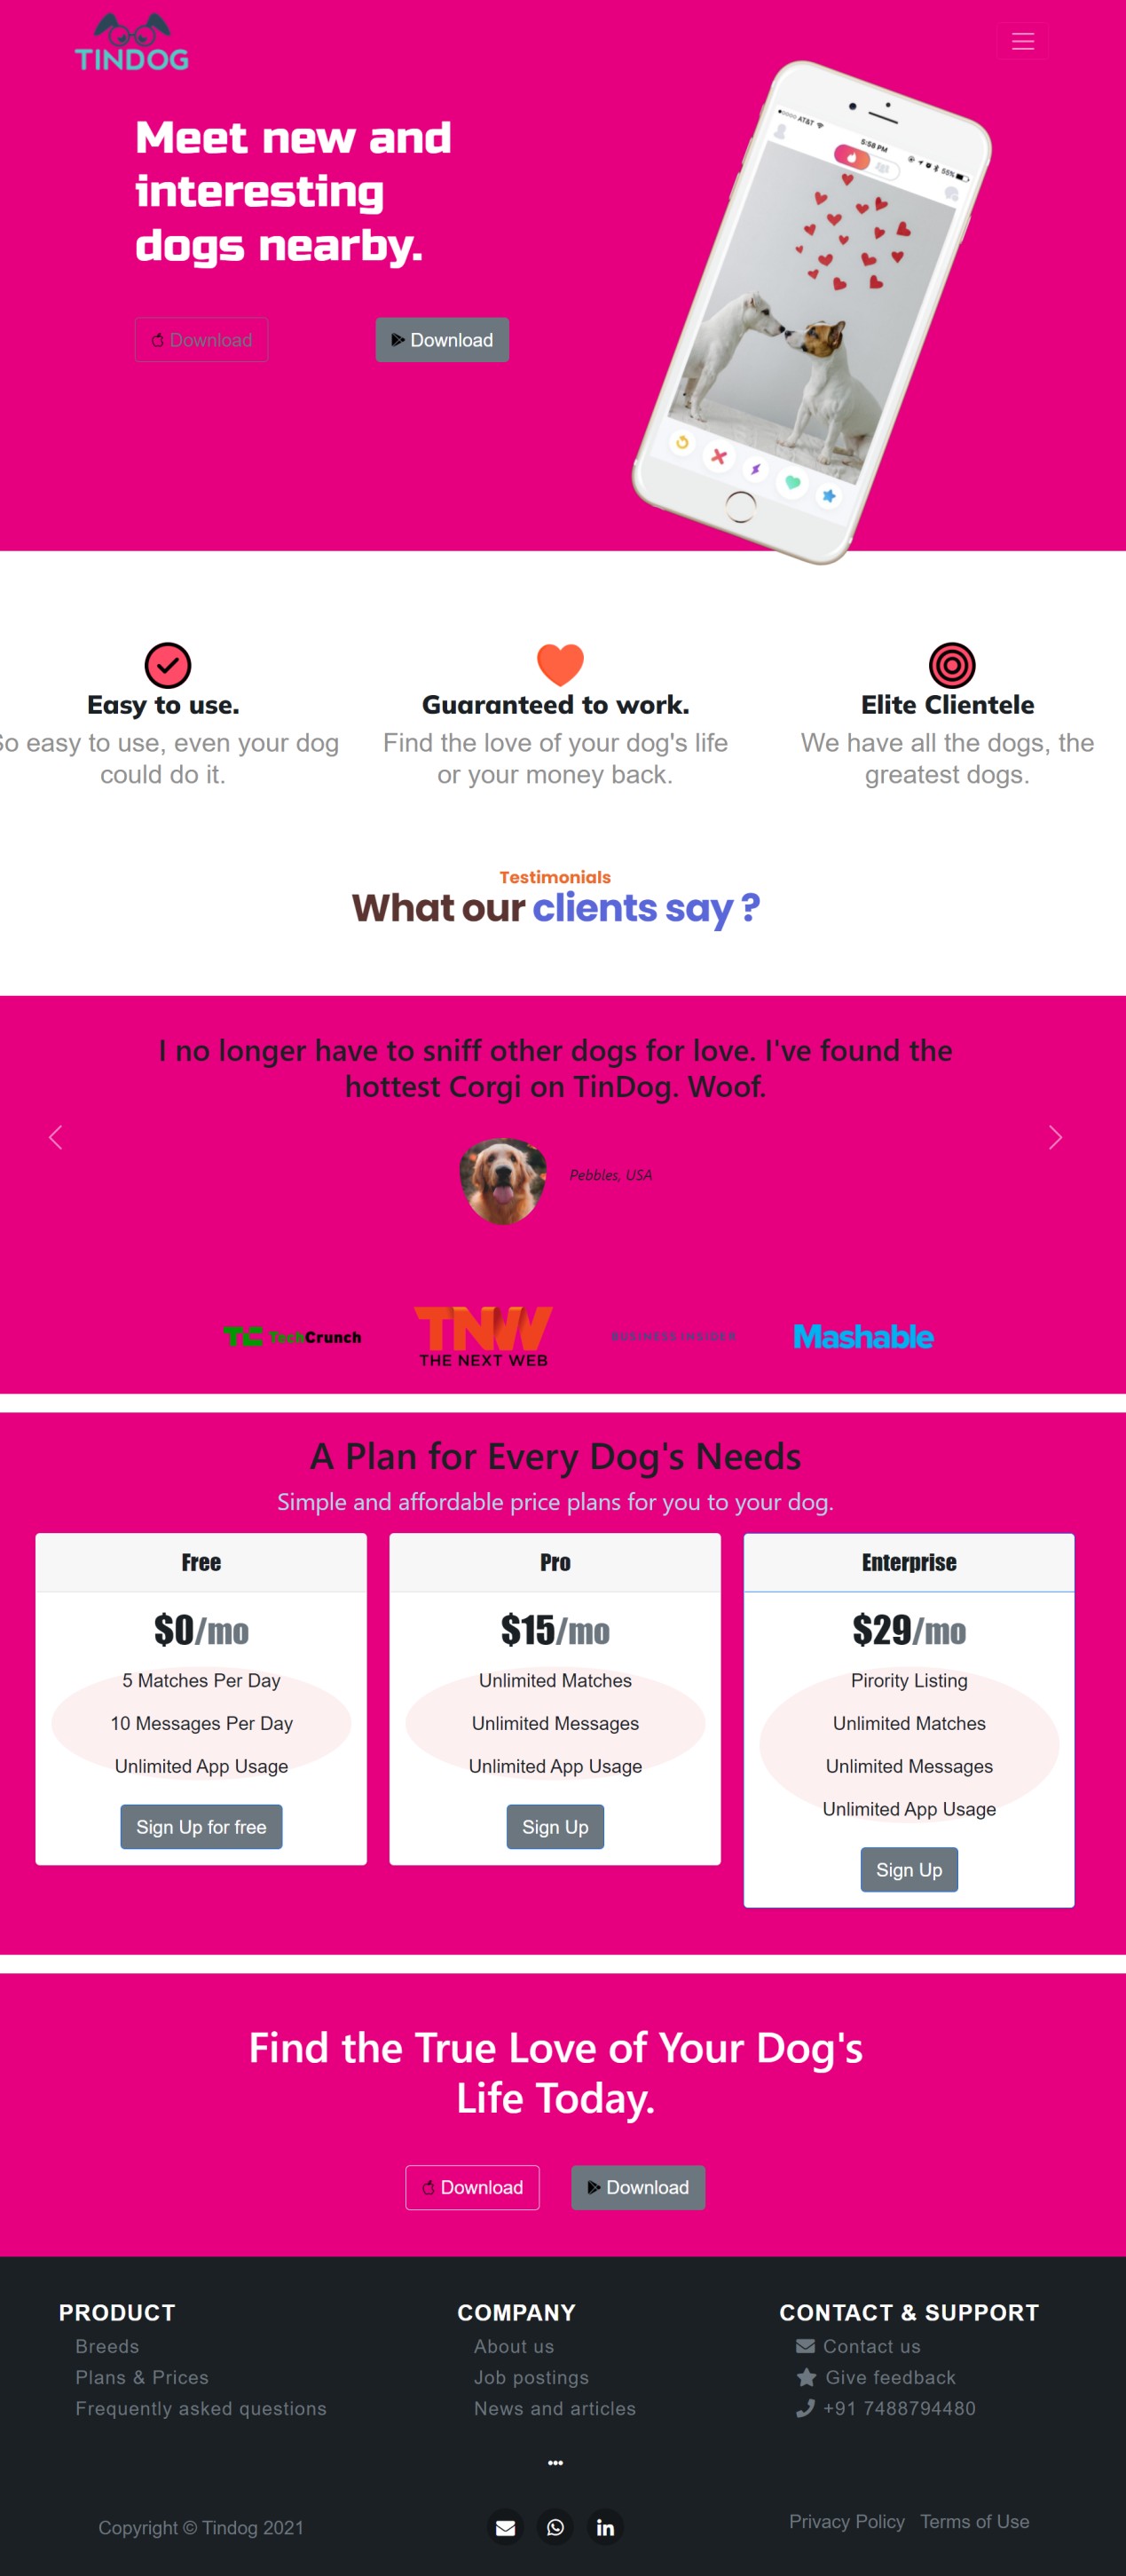 TINDOG
Meet new and
interesting
dogs nearby.
Download
Download
AT&T
5:58 PM
55%
Easy to use.
So easy to use, even your dog
could do it.
Guaranteed to work.
Find the love of your dog's life
or your money back.
Elite Clientele
We have all the dogs, the
greatest dogs.
Testimonials
What our clients say ?
I no longer have to sniff other dogs for love. I've found the
hottest Corgi on TinDog. Woof.
Pebbles, USA
TC TechCrunch
TNW
THE NEXT WEB
BUSINESS INSIDER
Mashable
A Plan for Every Dog's Needs
Simple and affordable price plans for you to your dog.
Free
$0/mo
5 Matches Per Day
10 Messages Per Day
Unlimited App Usage
Sign Up for free
Pro
$15/mo
Unlimited Matches
Unlimited Messages
Unlimited App Usage
Sign Up
Enterprise
$29/mo
Pirority Listing
Unlimited Matches
Unlimited Messages
Unlimited App Usage
Sign Up
Find the True Love of Your Dog's
Life Today.
Download
Download
PRODUCT
Breeds
Plans & Prices
Frequently asked questions
COMPANY
About us
Job postings
News and articles
CONTACT & SUPPORT
Contact us
Give feedback
+91 7488794480
•••
Copyright © Tindog 2021
in
Privacy Policy Terms of Use